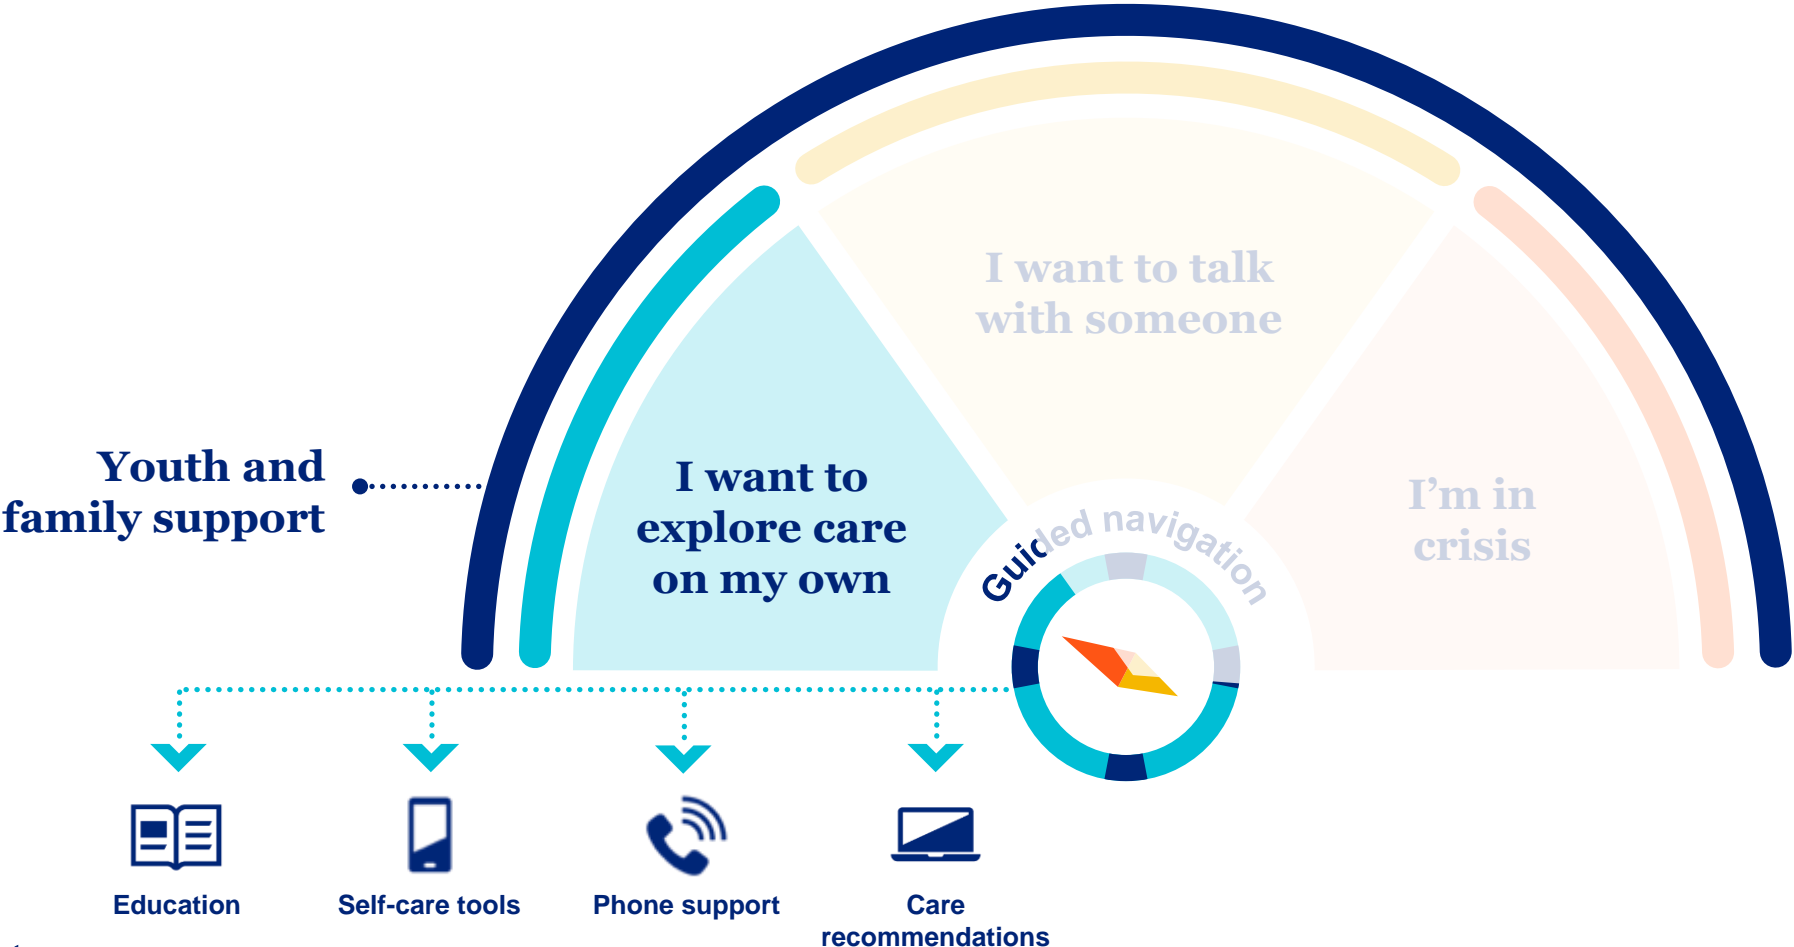 I want to talk
with someone
Youth and
family support
I want to
explore care
on my own
I’m in
crisis
Guided navigation
Education
Self-care tools
Phone support
Care
recommendations